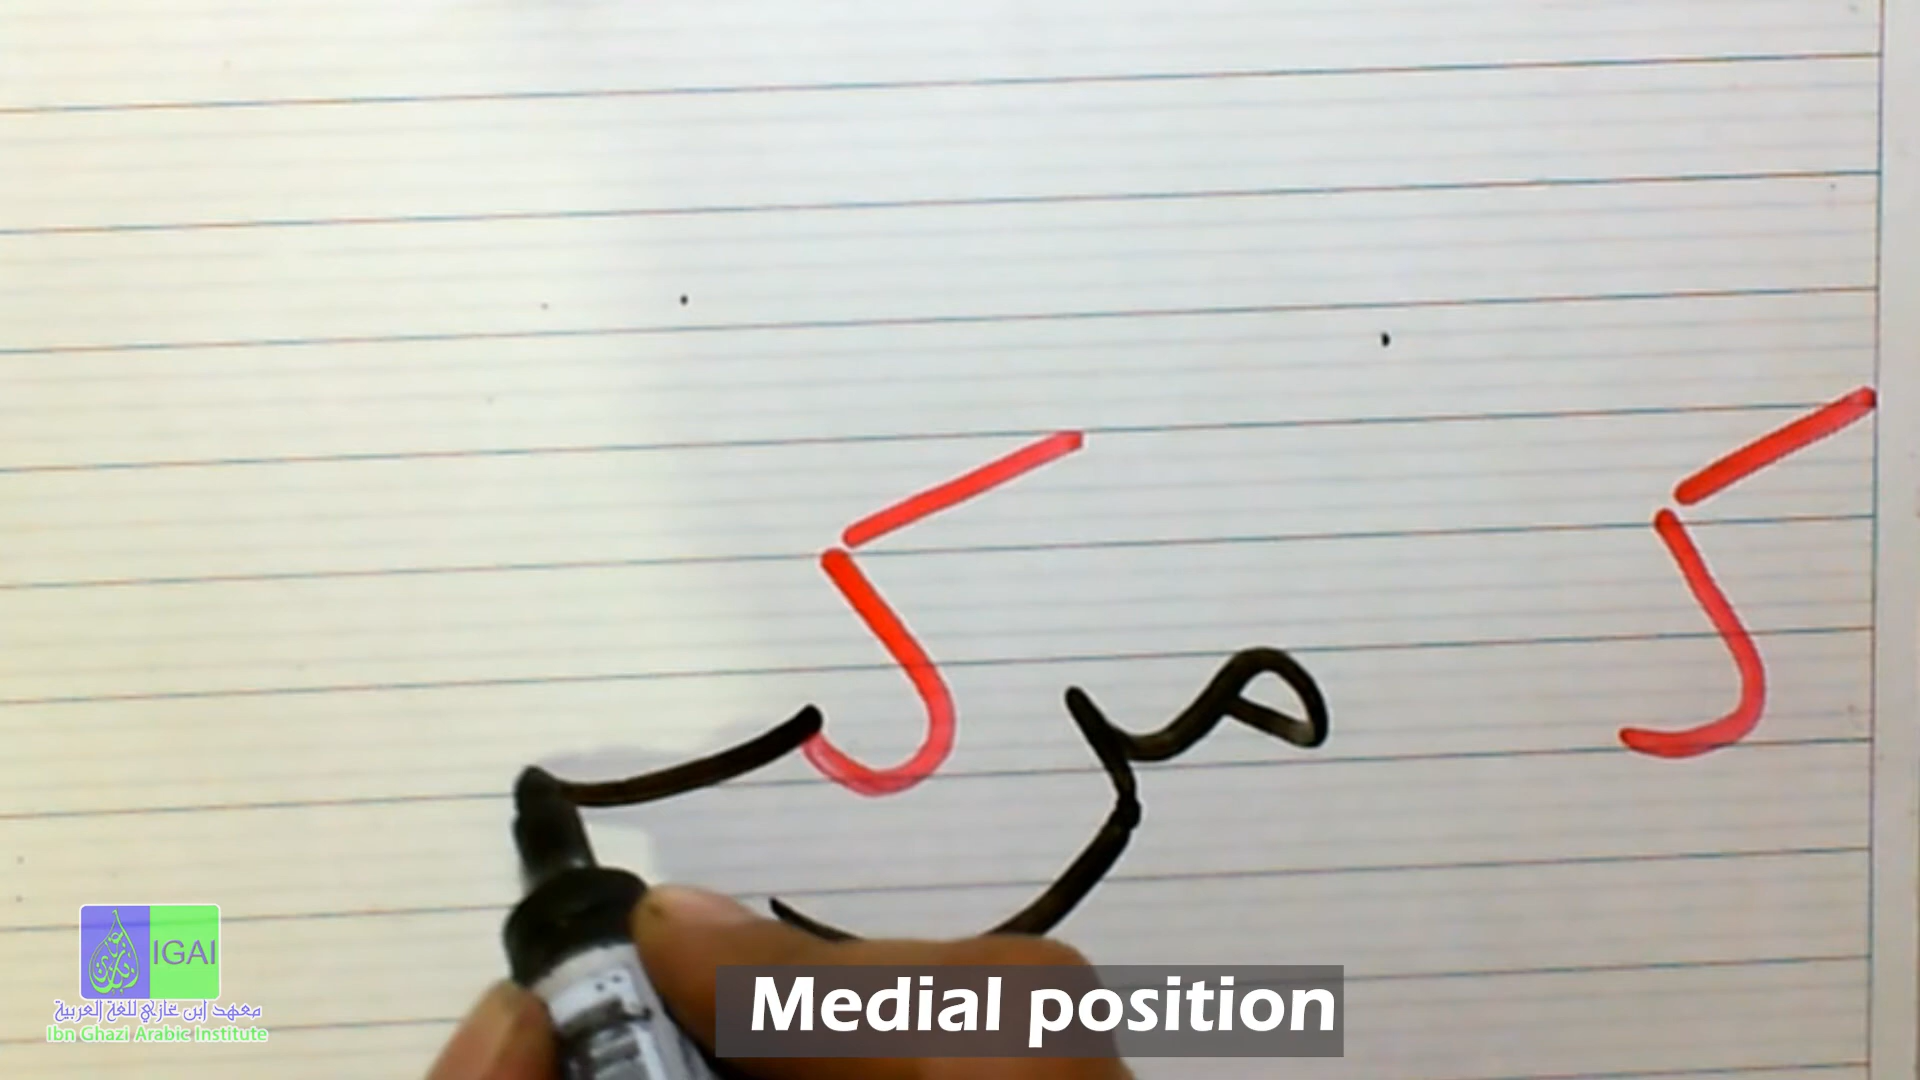 كـ
Medial position
IGAI
معهد ابن غازي للغة العربية
Ibn Ghazi Arabic Institute